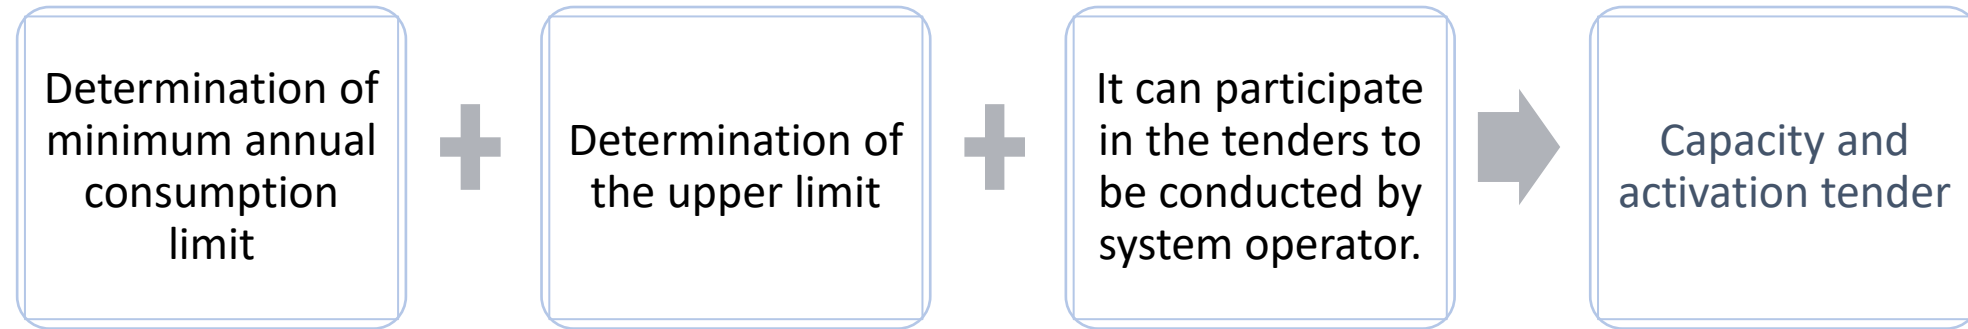 Determination of
minimum annual
consumption
limit
Determination of
the upper limit
It can participate
in the tenders to
be conducted by
system operator.
Capacity and
activation tender